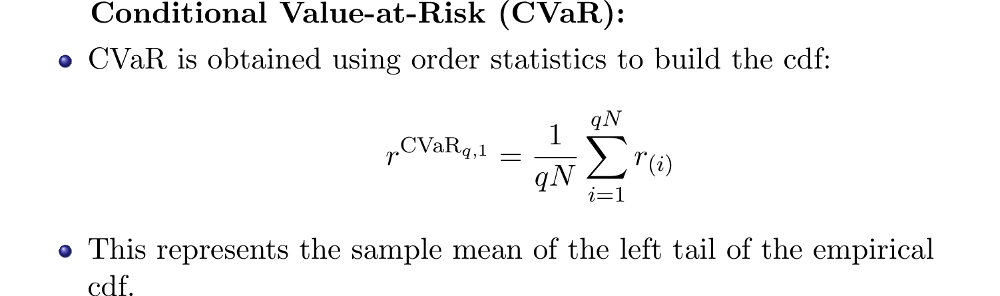 Conditional Value-at-Risk (CVaR):
CVaR is obtained using order statistics to build the cdf:
$r^{\text{CVaR}_{q,1}} = \frac{1}{qN} \sum_{i=1}^{qN} r_{(i)}$
This represents the sample mean of the left tail of the empirical
cdf.